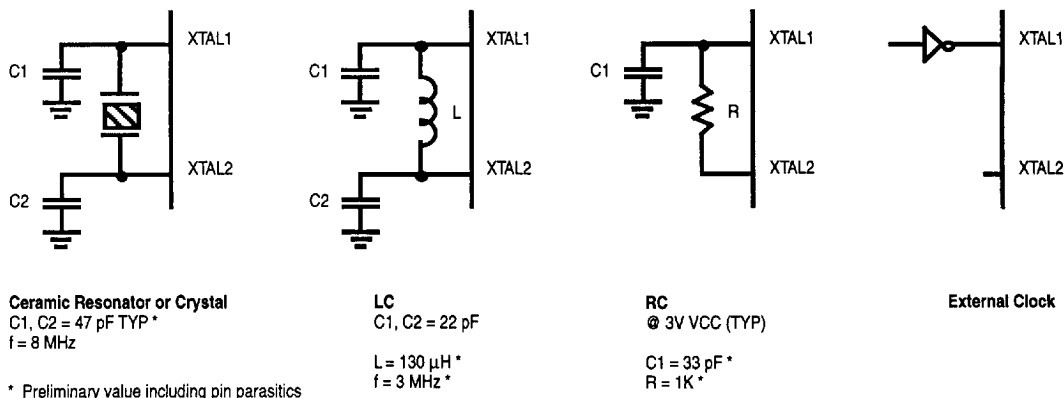 XTAL1
C1
XTAL2
C2
XTAL1
C1
L
XTAL2
C2
XTAL1
C1
R
XTAL2
XTAL1
XTAL2
Ceramic Resonator or Crystal
C1, C2 = 47 pF TYP *
f = 8 MHz
* Preliminary value including pin parasitics
LC
C1, C2 = 22 pF
L = 130 µH *
f = 3 MHz *
RC
@ 3V VCC (TYP)
C1 = 33 pF *
R = 1K *
External Clock